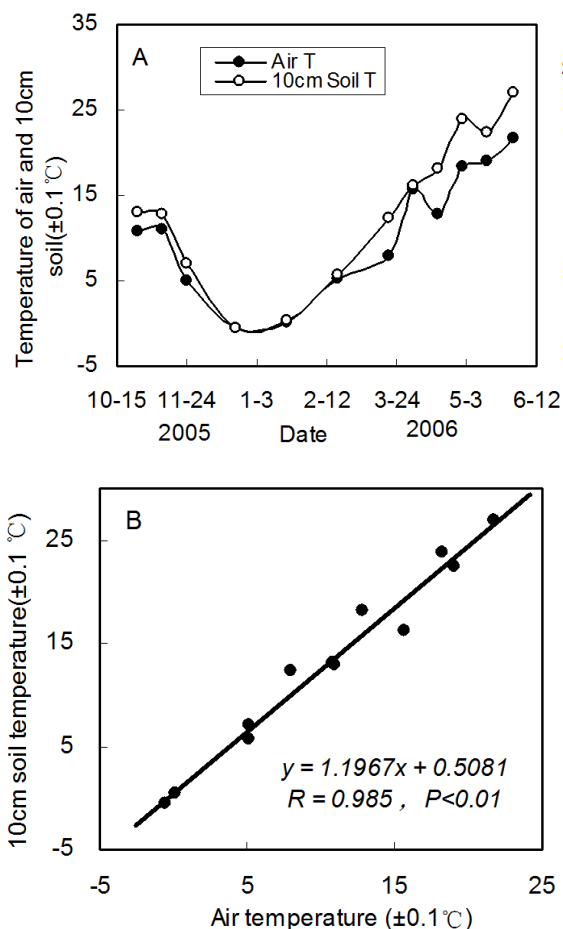 35
25
15
5
-5
A
Air T
10cm Soil T
Temperature of air and 10cm
soil(±0.1℃)
10-15 11-24 1-3 2-12 3-24 5-3 6-12
2005 Date 2006
B
25
15
5
-5
10cm soil temperature(±0.1 ℃)
y = 1.1967x + 0.5081
R = 0.985 , P<0.01
-5 5 15 25
Air temperature (±0.1℃)